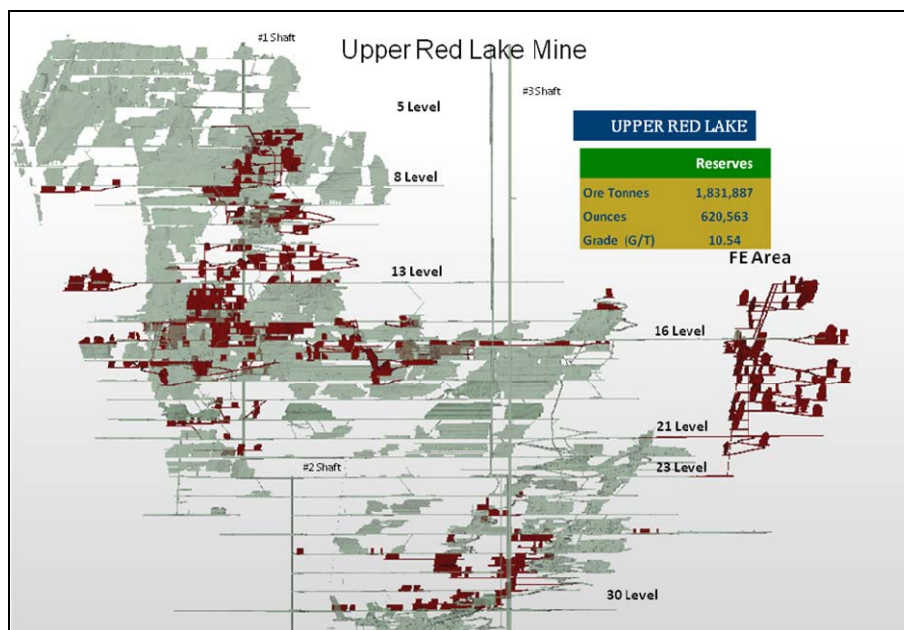 #1 Shaft
Upper Red Lake Mine
#3 Shaft
5 Level
UPPER RED LAKE
Reserves
8 Level
Ore Tonnes 1,831,887
Ounces 620,563
Grade (G/T) 10.54
FE Area
13 Level
16 Level
21 Level
#2 Shaft
23 Level
30 Level